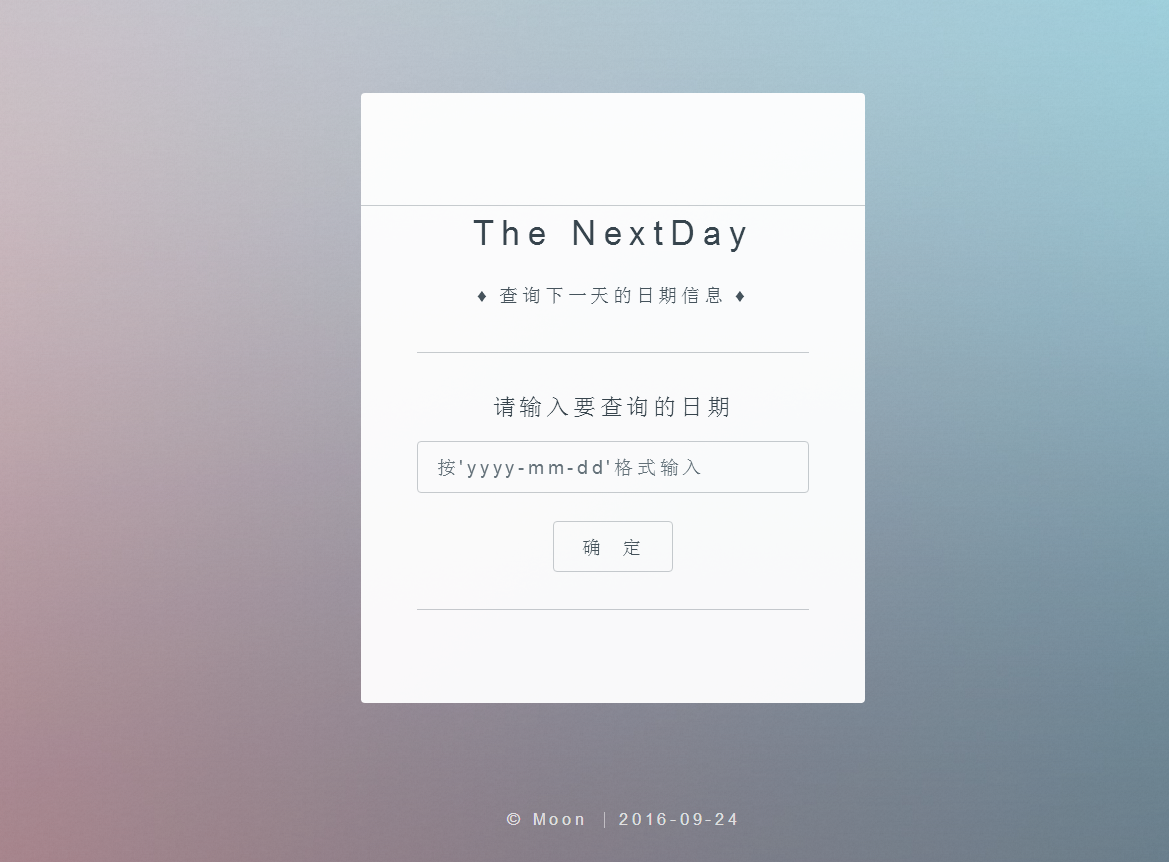 The NextDay
♦ 查询下一天的日期信息 ♦
请输入要查询的日期
按'yyyy-mm-dd'格式输入
确 定
© Moon | 2016-09-24